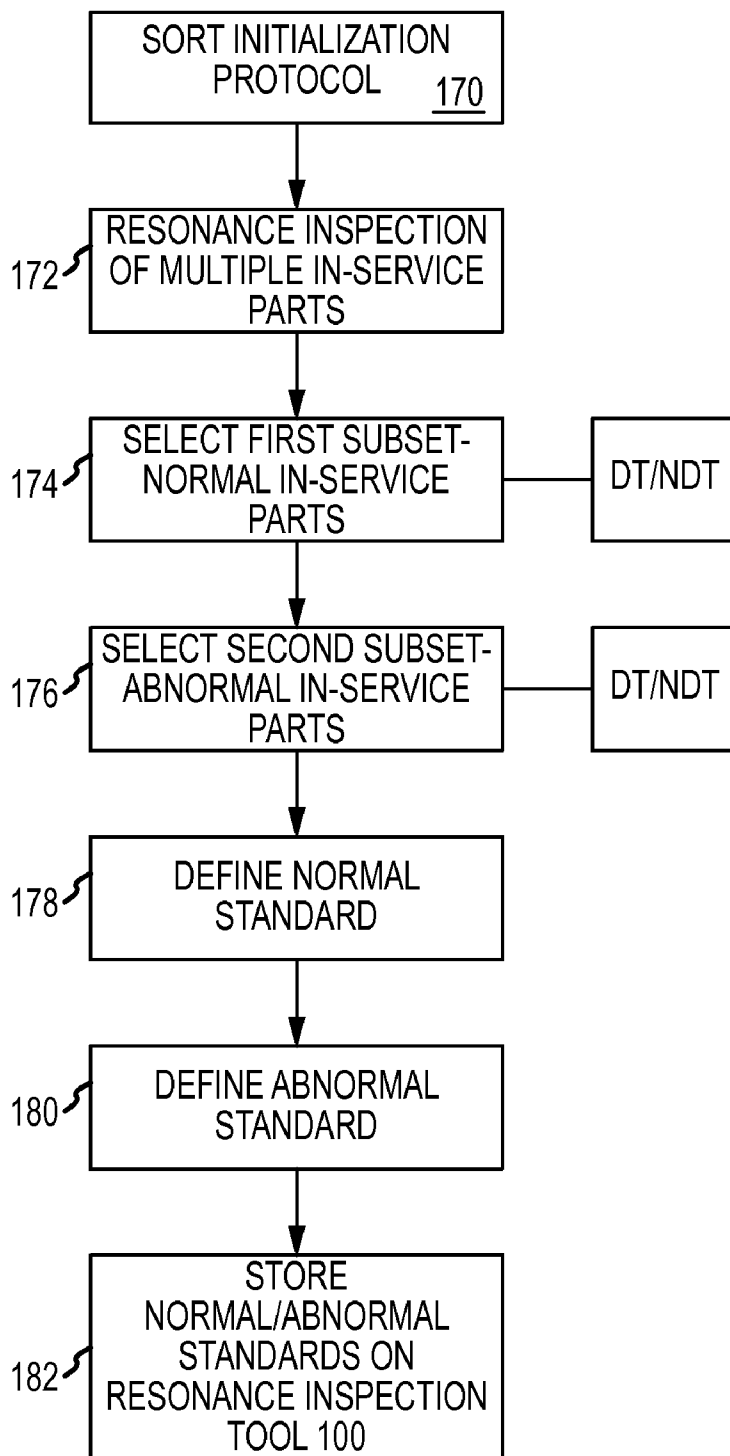 SORT INITIALIZATION
PROTOCOL 170
172
RESONANCE INSPECTION
OF MULTIPLE IN-SERVICE
PARTS
174
SELECT FIRST SUBSET-
NORMAL IN-SERVICE
PARTS
DT/NDT
176
SELECT SECOND SUBSET-
ABNORMAL IN-SERVICE
PARTS
DT/NDT
178
DEFINE NORMAL
STANDARD
180
DEFINE ABNORMAL
STANDARD
182
STORE
NORMAL/ABNORMAL
STANDARDS ON
RESONANCE INSPECTION
TOOL 100